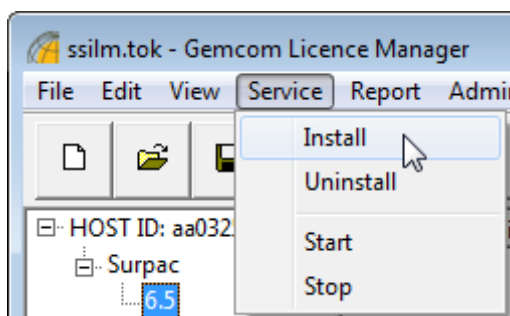 ssilm.tok - Gemcom Licence Manager
File Edit View Service Report
Install
Uninstall
HOST ID:
Start
Surpac
Stop
6.5